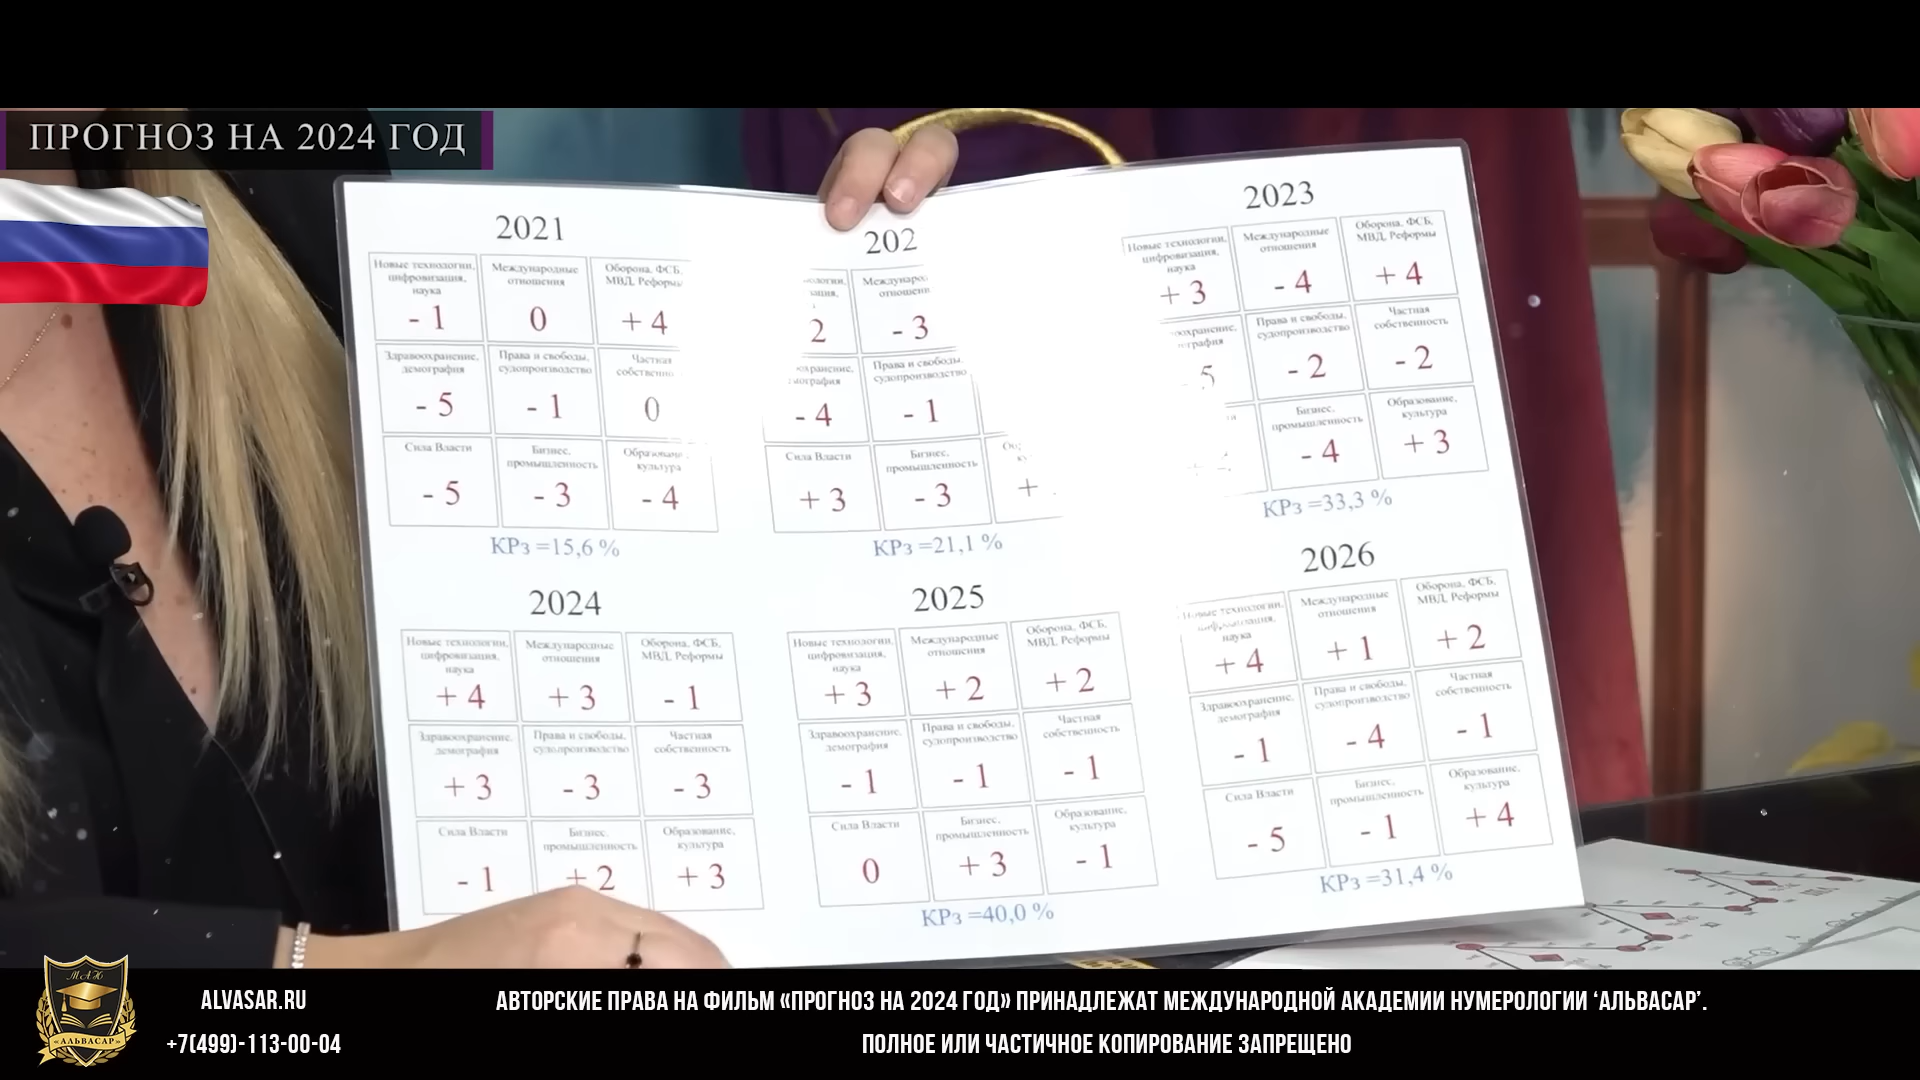 ПРОГНОЗ НА 2024 ГОД
2021
Новые технологии,
цифровизация,
наука
- 1
Международные
отношения
0
Оборона, ФСБ,
МВД, Реформы
+ 4
Здравоохранение,
демография
- 5
Права и свободы,
судопроизводство
- 1
Частная
0
Сила Власти
- 5
Бизнес,
промышленность
- 3
культура
- 4
КРз =15,6 %
202
2
- 3
- 4
Права и свободы,
судопроизводство
- 1
Сила Власти
+ 3
Бизнес,
промышленность
- 3
+
КРз =21,1 %
2023
Новые технологии,
цифровизация,
наука
+ 3
Международные
отношения
- 4
Оборона, ФСБ,
МВД, Реформы
+ 4
- 5
Права и свободы,
судопроизводство
- 2
Частная
собственность
- 2
Бизнес,
промышленность
- 4
Образование,
культура
+ 3
КРз =33,3 %
2024
Новые технологии,
цифровизация,
наука
+ 4
Международные
отношения
+ 3
Оборона, ФСБ,
МВД, Реформы
- 1
Здравоохранение,
демография
+ 3
Права и свободы,
судопроизводство
- 3
Частная
собственность
- 3
Сила Власти
- 1
Бизнес,
промышленность
+ 2
Образование,
культура
+ 3
2025
Новые технологии,
цифровизация,
наука
+ 3
Международные
отношения
+ 2
Оборона, ФСБ,
МВД, Реформы
+ 2
Здравоохранение,
демография
- 1
Права и свободы,
судопроизводство
- 1
Частная
собственность
- 1
Сила Власти
0
Бизнес,
промышленность
+ 3
Образование,
культура
- 1
КРз =40,0 %
2026
Новые технологии,
цифровизация,
наука
+ 4
Международные
отношения
+ 1
Оборона, ФСБ,
МВД, Реформы
+ 2
Здравоохранение,
демография
- 1
Права и свободы,
судопроизводство
- 4
Частная
собственность
- 1
Сила Власти
- 5
Бизнес,
промышленность
- 1
Образование,
культура
+ 4
КРз =31,4 %
МАН
«АЛЬВАСАР»
ALVASAR.RU
+7(499)-113-00-04
АВТОРСКИЕ ПРАВА НА ФИЛЬМ «ПРОГНОЗ НА 2024 ГОД» ПРИНАДЛЕЖАТ МЕЖДУНАРОДНОЙ АКАДЕМИИ НУМЕРОЛОГИИ ‘АЛЬВАСАР’.
ПОЛНОЕ ИЛИ ЧАСТИЧНОЕ КОПИРОВАНИЕ ЗАПРЕЩЕНО